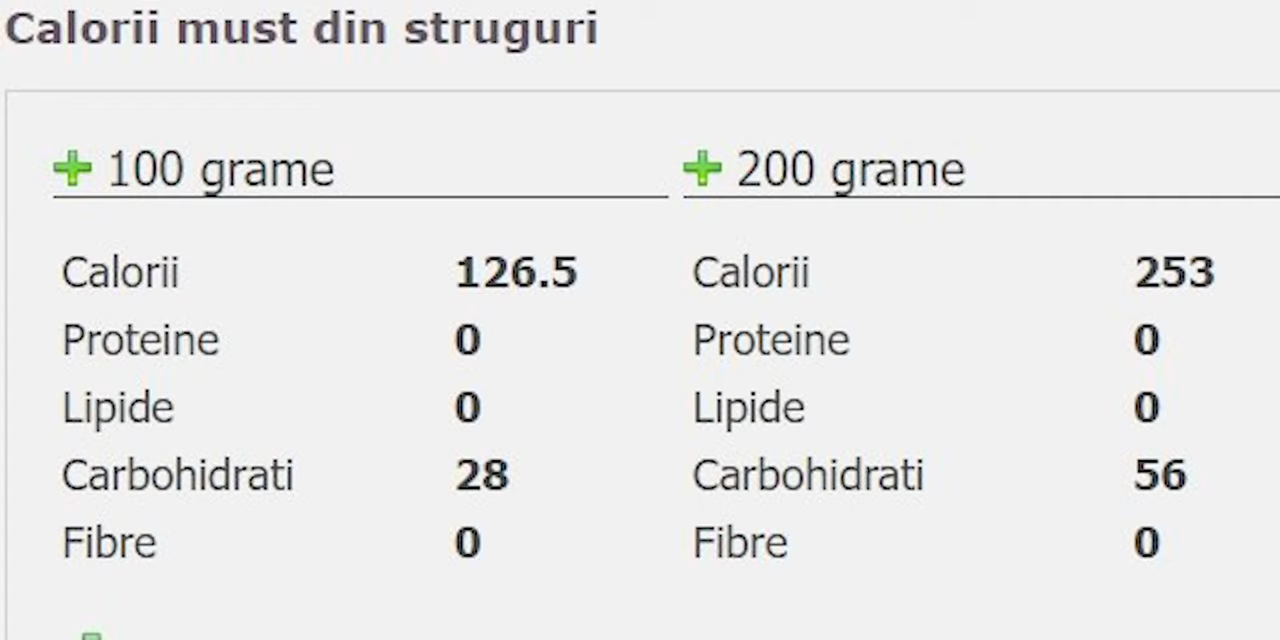 Calorii must din struguri
100 grame 200 grame
Calorii 126.5 Calorii 253
Proteine 0 Proteine 0
Lipide 0 Lipide 0
Carbohidrati 28 Carbohidrati 56
Fibre 0 Fibre 0